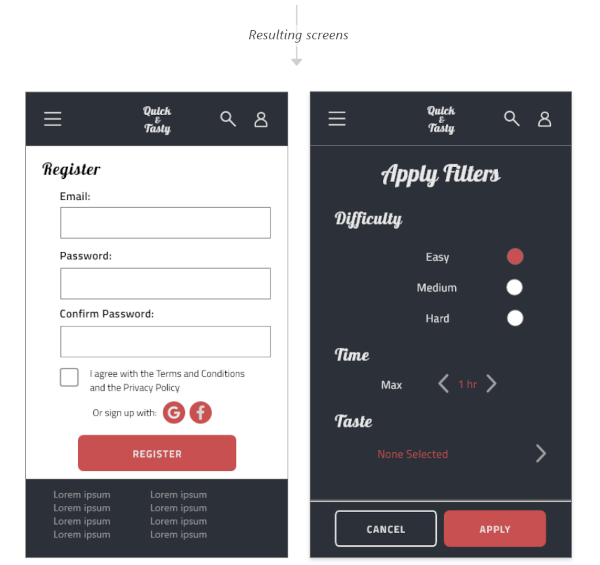 Resulting screens
Quick
&
Tasty
Register
Email:
Password:
Confirm Password:
I agree with the Terms and Conditions
and the Privacy Policy
Or sign up with: G f
REGISTER
Lorem ipsum Lorem ipsum
Lorem ipsum Lorem ipsum
Lorem ipsum Lorem ipsum
Lorem ipsum Lorem ipsum
Quick
&
Tasty
Apply Filters
Difficulty
Easy
Medium
Hard
Time
Max 1 hr
Taste
None Selected
CANCEL APPLY